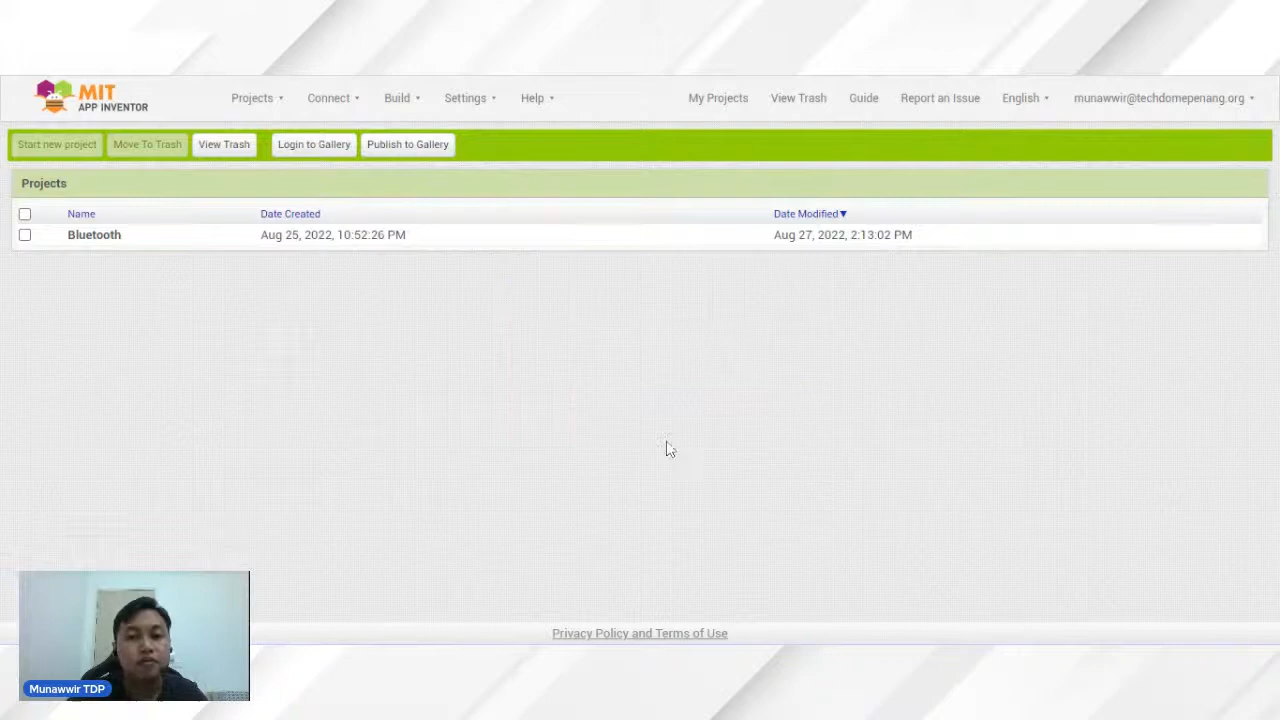 MIT
APP INVENTOR
Projects Connect Build Settings Help My Projects View Trash Guide Report an Issue English munawwir@techdomepenang.org
Start new project Move To Trash View Trash Login to Gallery Publish to Gallery
Projects
Name Date Created Date Modified
Bluetooth Aug 25, 2022, 10:52:26 PM Aug 27, 2022, 2:13:02 PM
Privacy Policy and Terms of Use
Munawwir TDP